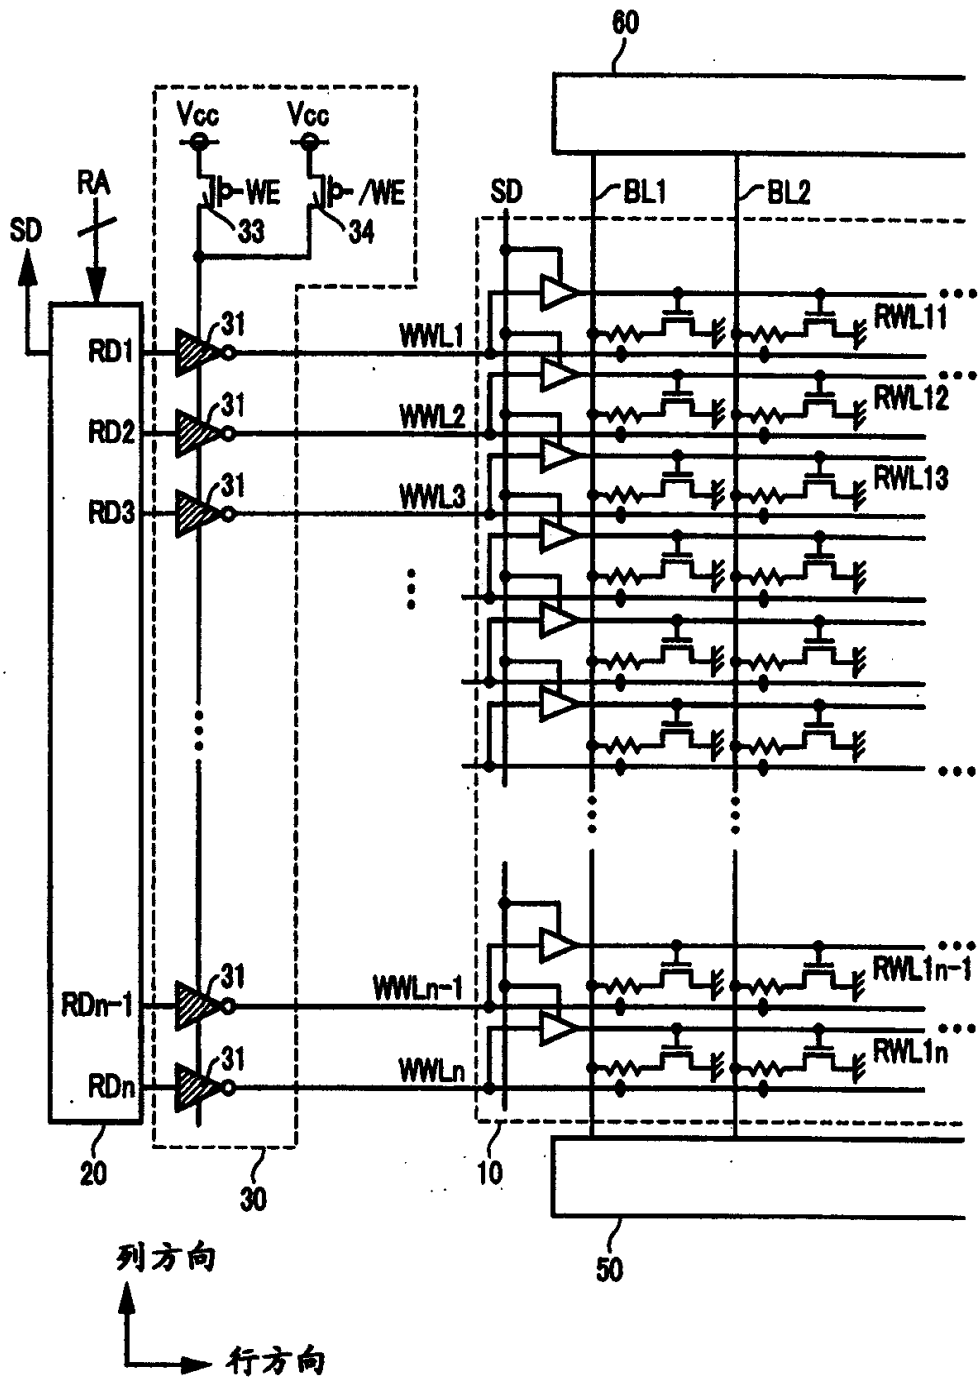 60
Vcc Vcc
RA
WE /WE
SD
33 34
SD
BL1 BL2
RD1 31 WWL1 RWL11
RD2 31 WWL2 RWL12
RD3 31 WWL3 RWL13
RDn-1 31 WWLn-1 RWL1n-1
RDn 31 WWLn RWL1n
20 30 10
50
列方向
行方向